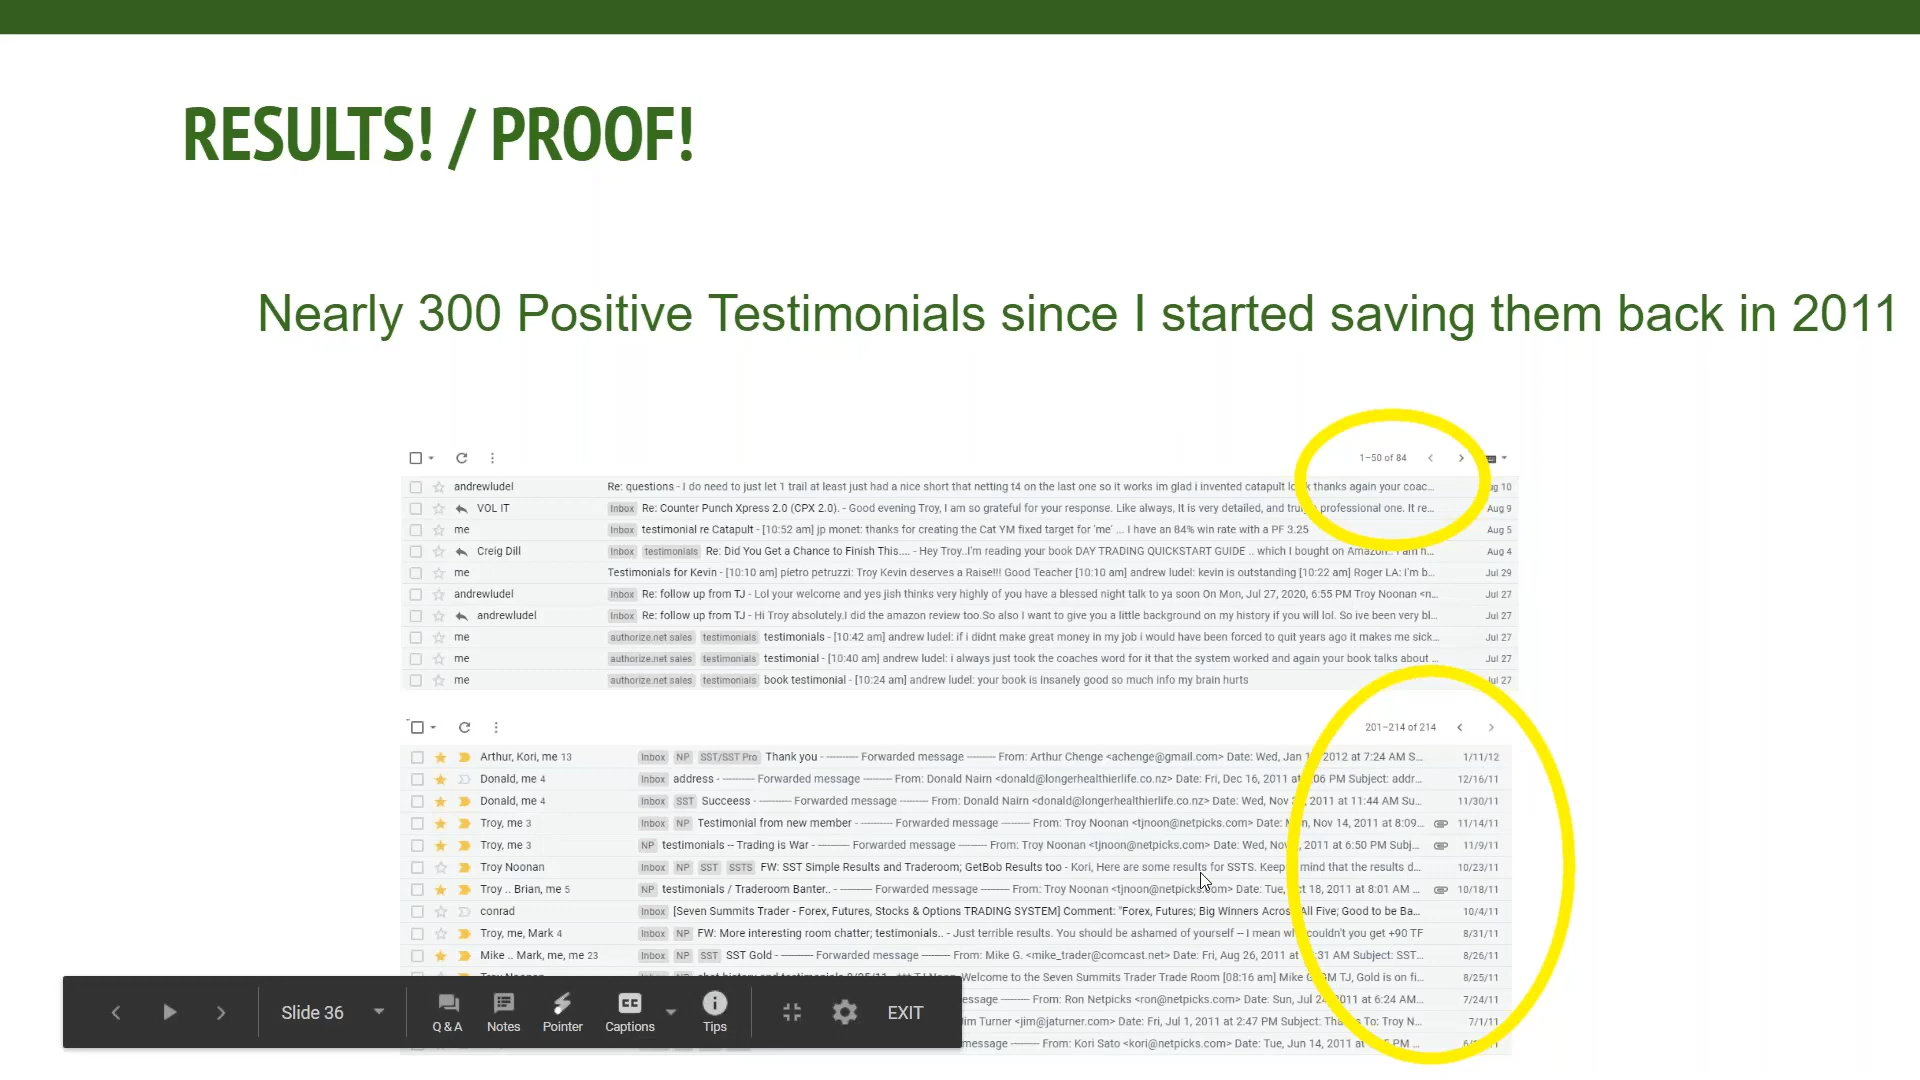 RESULTS! / PROOF!
Nearly 300 Positive Testimonials since I started saving them back in 2011
1–50 of 84
andrewludel Re: questions - I do need to just let 1 trail at least just had a nice short that netting t4 on the last one so it works im glad i invented catapult thanks again your coac... 10
VOL IT Inbox Re: Counter Punch Xpress 2.0 (CPX 2.0). - Good evening Troy, I am so grateful for your response. Like always, It is very detailed, and professional one. It re... Aug 9
me testimonial re Catapult - [10:52 am] jp monet: thanks for creating the Cat YM fixed target for 'me' ... I have an 84% win rate with a PF 3.25 Aug 5
Creig Dill Inbox testimonials Re: Did You Get a Chance to Finish This.... - Hey Troy..I'm reading your book DAY TRADING QUICKSTART GUIDE .. which I bought on Amazon.. Aug 4
me Testimonials for Kevin - [10:10 am] pietro petruzzi: Troy Kevin deserves a Raise!!! Good Teacher [10:10 am] andrew ludel: kevin is outstanding [10:22 am] Roger LA: I'm b... Jul 29
andrewludel Inbox Re: follow up from TJ - Lol your welcome and yes jish thinks very highly of you have a blessed night talk to ya soon On Mon, Jul 27, 2020, 6:55 PM Troy Noonan <n... Jul 27
andrewludel Inbox Re: follow up from TJ - Hi Troy absolutely.I did the amazon review too.So also I want to give you a little background on my history if you will lol. So ive been very bl... Jul 27
me authorize.net sales testimonials testimonials - [10:42 am] andrew ludel: if i didnt make great money in my job i would have been forced to quit years ago it makes me sick... Jul 27
me authorize.net sales testimonials testimonial - [10:40 am] andrew ludel: i always just took the coaches word for it that the system worked and again your book talks about ... Jul 27
me authorize.net sales testimonials book testimonial - [10:24 am] andrew ludel: your book is insanely good so much info my brain hurts 27
201–214 of 214
Arthur, Kori, me 13 Inbox NP SST/SST Pro Thank you - ---------- Forwarded message --------- From: Arthur Chenge <achenge@gmail.com> Date: Wed, Jan 2012 at 7:24 AM S... 1/11/12
Donald, me 4 Inbox address - ---------- Forwarded message --------- From: Donald Nairn <donald@longerhealthierlife.co.nz> Date: Fri, Dec 16, 2011 at PM Subject: addr... 12/16/11
Donald, me 4 Inbox SST Succeess - ---------- Forwarded message --------- From: Donald Nairn <donald@longerhealthierlife.co.nz> Date: Wed, Nov 2011 at 11:44 AM Su... 11/30/11
Troy, me 3 Inbox NP Testimonial from new member - ---------- Forwarded message --------- From: Troy Noonan <tjnoon@netpicks.com> Date: Nov 14, 2011 at 8:09... 11/14/11
Troy, me 3 NP testimonials -- Trading is War - ---------- Forwarded message --------- From: Troy Noonan <tjnoon@netpicks.com> Date: Wed, 2011 at 6:50 PM Subj... 11/9/11
Troy Noonan Inbox NP SST SSTS FW: SST Simple Results and Traderoom; GetBob Results too - Kori, Here are some results for SSTS. Keep mind that the results d... 10/23/11
Troy .. Brian, me 5 NP testimonials / Traderoom Banter.. - ---------- Forwarded message --------- From: Troy Noonan <tjnoon@netpicks.com> Date: Tue, 18, 2011 at 8:01 AM ... 10/18/11
conrad Inbox [Seven Summits Trader - Forex, Futures, Stocks & Options TRADING SYSTEM] Comment: "Forex, Futures; Big Winners Across All Five; Good to be Ba... 10/4/11
Troy, me, Mark 4 Inbox NP FW: More interesting room chatter; testimonials.. - Just terrible results. You should be ashamed of yourself -- I mean couldn't you get +90 TF 8/31/11
Mike .. Mark, me, me 23 Inbox NP SST SST Gold - ---------- Forwarded message --------- From: Mike G. <mike_trader@comcast.net> Date: Fri, Aug 26, 2011 at AM Subject: SST... 8/26/11
Welcome to the Seven Summits Trader Trade Room [08:16 am] Mike GM TJ, Gold is on fi... 8/25/11
From: Ron Netpicks <ron@netpicks.com> Date: Sun, Jul 2011 at 6:24 AM... 7/24/11
Jim Turner <jim@jaturner.com> Date: Fri, Jul 1, 2011 at 2:47 PM Subject: To: Troy N... 7/1/11
From: Kori Sato <kori@netpicks.com> Date: Tue, Jun 14, 2011 PM ...
Slide 36 Q & A Notes Pointer Captions Tips EXIT